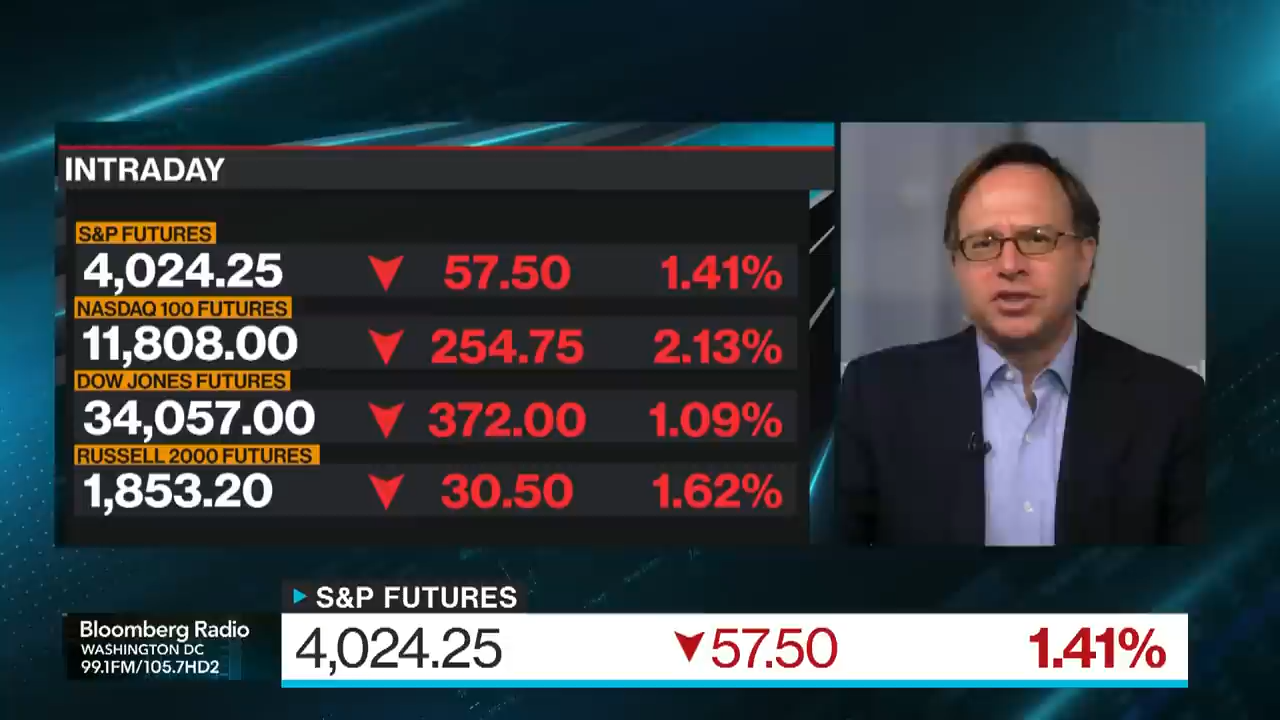 INTRADAY
S&P FUTURES
4,024.25 57.50 1.41%
NASDAQ 100 FUTURES
11,808.00 254.75 2.13%
DOW JONES FUTURES
34,057.00 372.00 1.09%
RUSSELL 2000 FUTURES
1,853.20 30.50 1.62%
S&P FUTURES
4,024.25 57.50 1.41%
Bloomberg Radio
WASHINGTON DC
99.1FM/105.7HD2